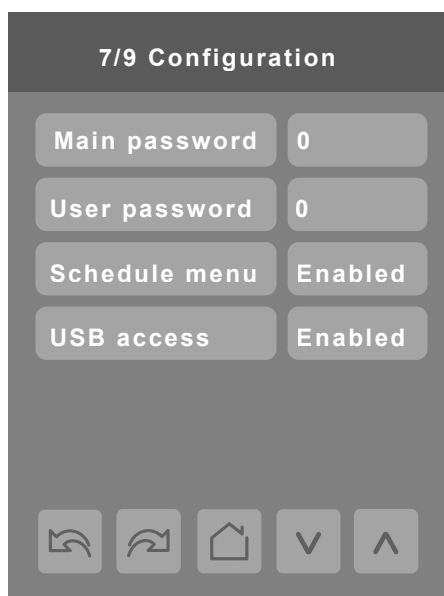 7/9 Configuration
Main password 0
User password 0
Schedule menu Enabled
USB access Enabled